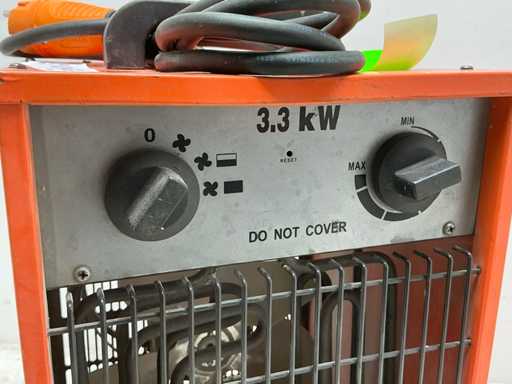 0
3.3 kW
MIN
RESET
MAX
DO NOT COVER